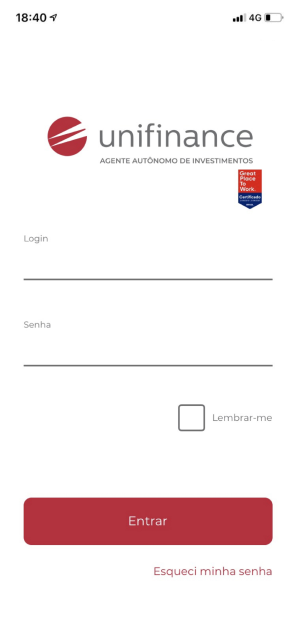 18:40
4G
unifinance
AGENTE AUTÔNOMO DE INVESTIMENTOS
Great
Place
To
Work.
Certificada
Login
Senha
Lembrar-me
Entrar
Esqueci minha senha